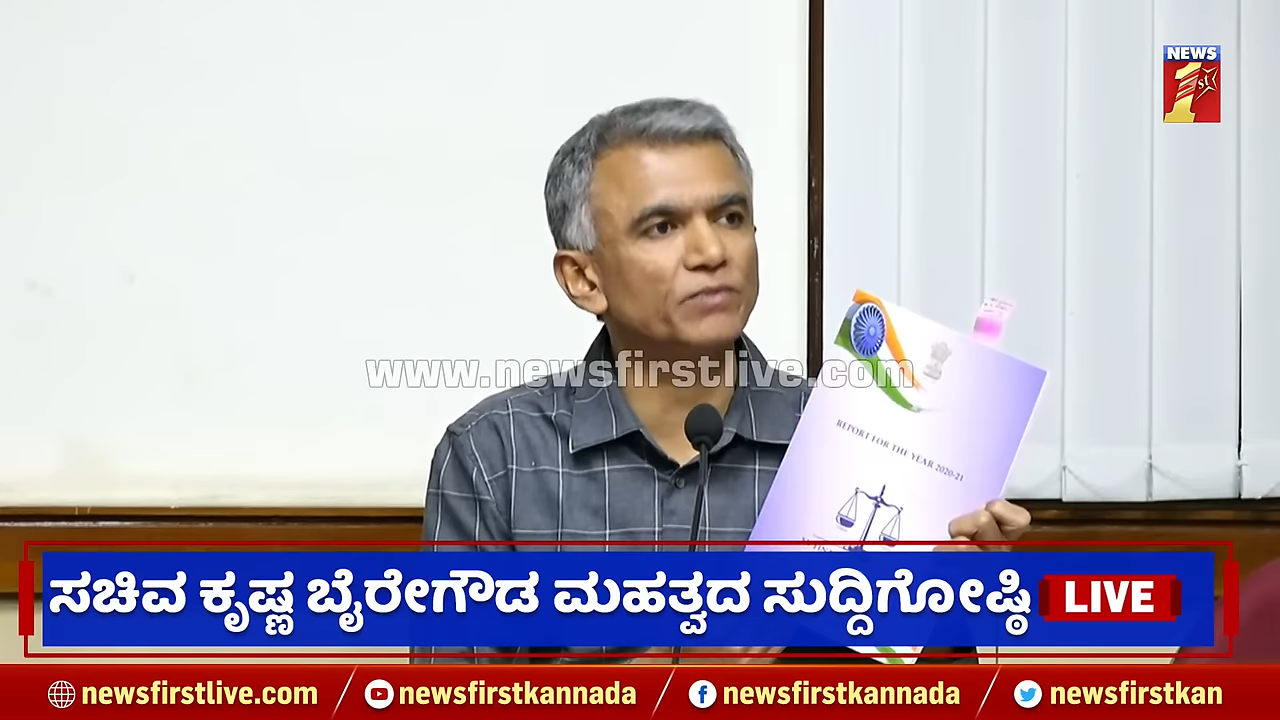 NEWS
1st
www.newsfirstlive.com
REPORT FOR THE YEAR 2020-21
ಸಚಿವ ಕೃಷ್ಣ ಬೈರೇಗೌಡ ಮಹತ್ವದ ಸುದ್ದಿಗೋಷ್ಠಿ LIVE
newsfirstlive.com newsfirstkannada newsfirstkannada newsfirstkan